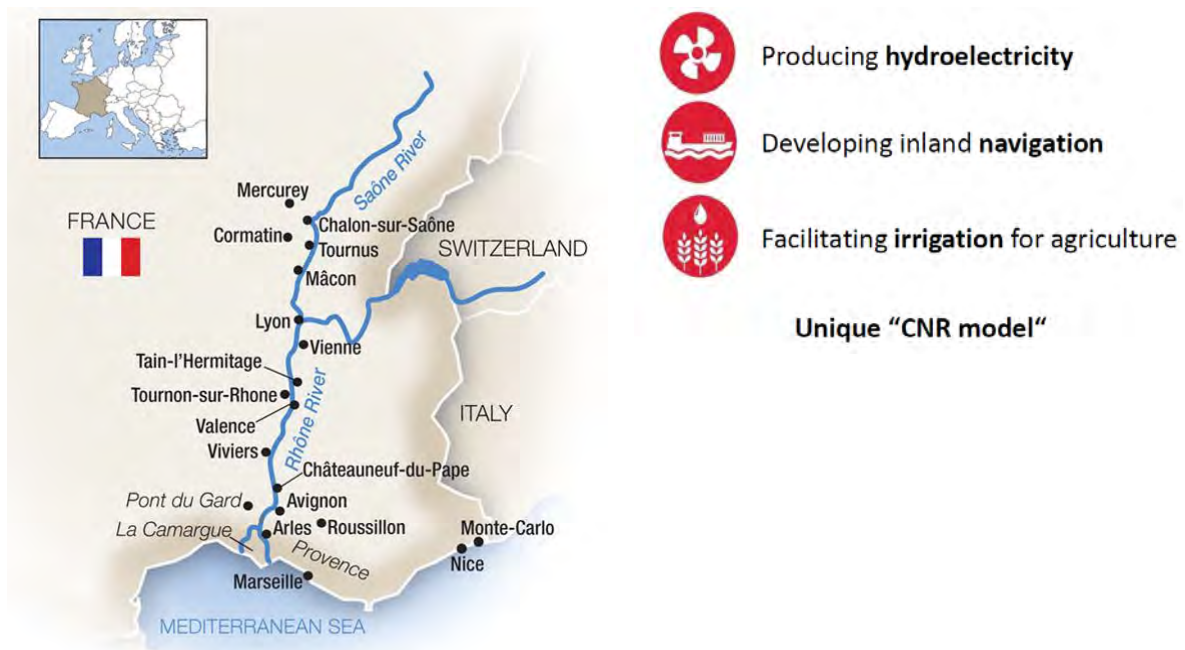 Mercurey
Saône River
FRANCE
Chalon-sur-Saône
Cormatin
Tournus
SWITZERLAND
Mâcon
Lyon
Vienne
Tain-l'Hermitage
Tournon-sur-Rhone
Valence
Rhône River
ITALY
Viviers
Châteauneuf-du-Pape
Pont du Gard
Avignon
La Camargue
Arles
Roussillon
Monte-Carlo
Provence
Nice
Marseille
MEDITERRANEAN SEA
Producing hydroelectricity
Developing inland navigation
Facilitating irrigation for agriculture
Unique “CNR model“